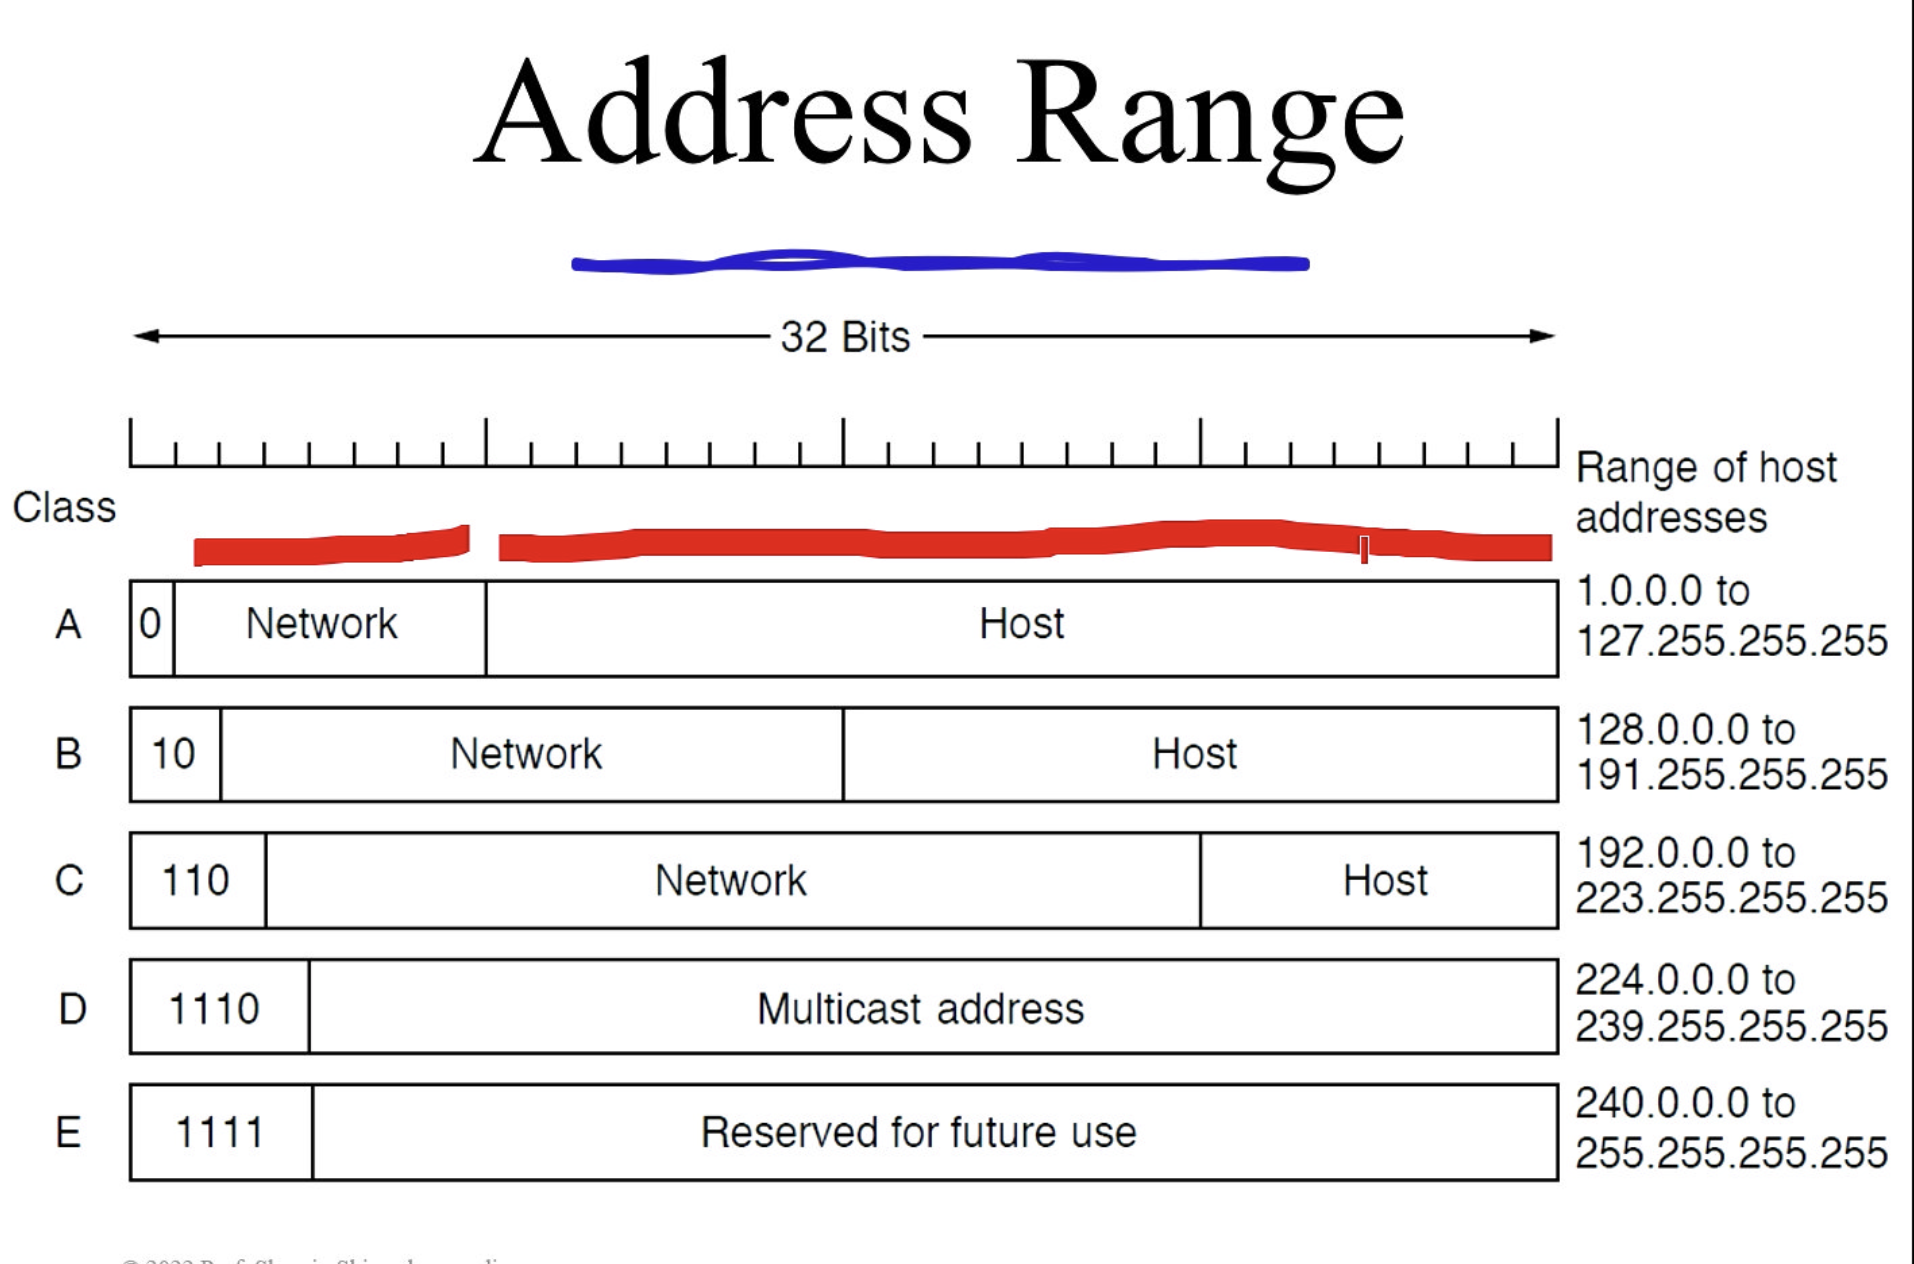 Address Range
32 Bits
Range of host
addresses
Class
A 0 Network Host 1.0.0.0 to
127.255.255.255
B 10 Network Host 128.0.0.0 to
191.255.255.255
C 110 Network Host 192.0.0.0 to
223.255.255.255
D 1110 Multicast address 224.0.0.0 to
239.255.255.255
E 1111 Reserved for future use 240.0.0.0 to
255.255.255.255